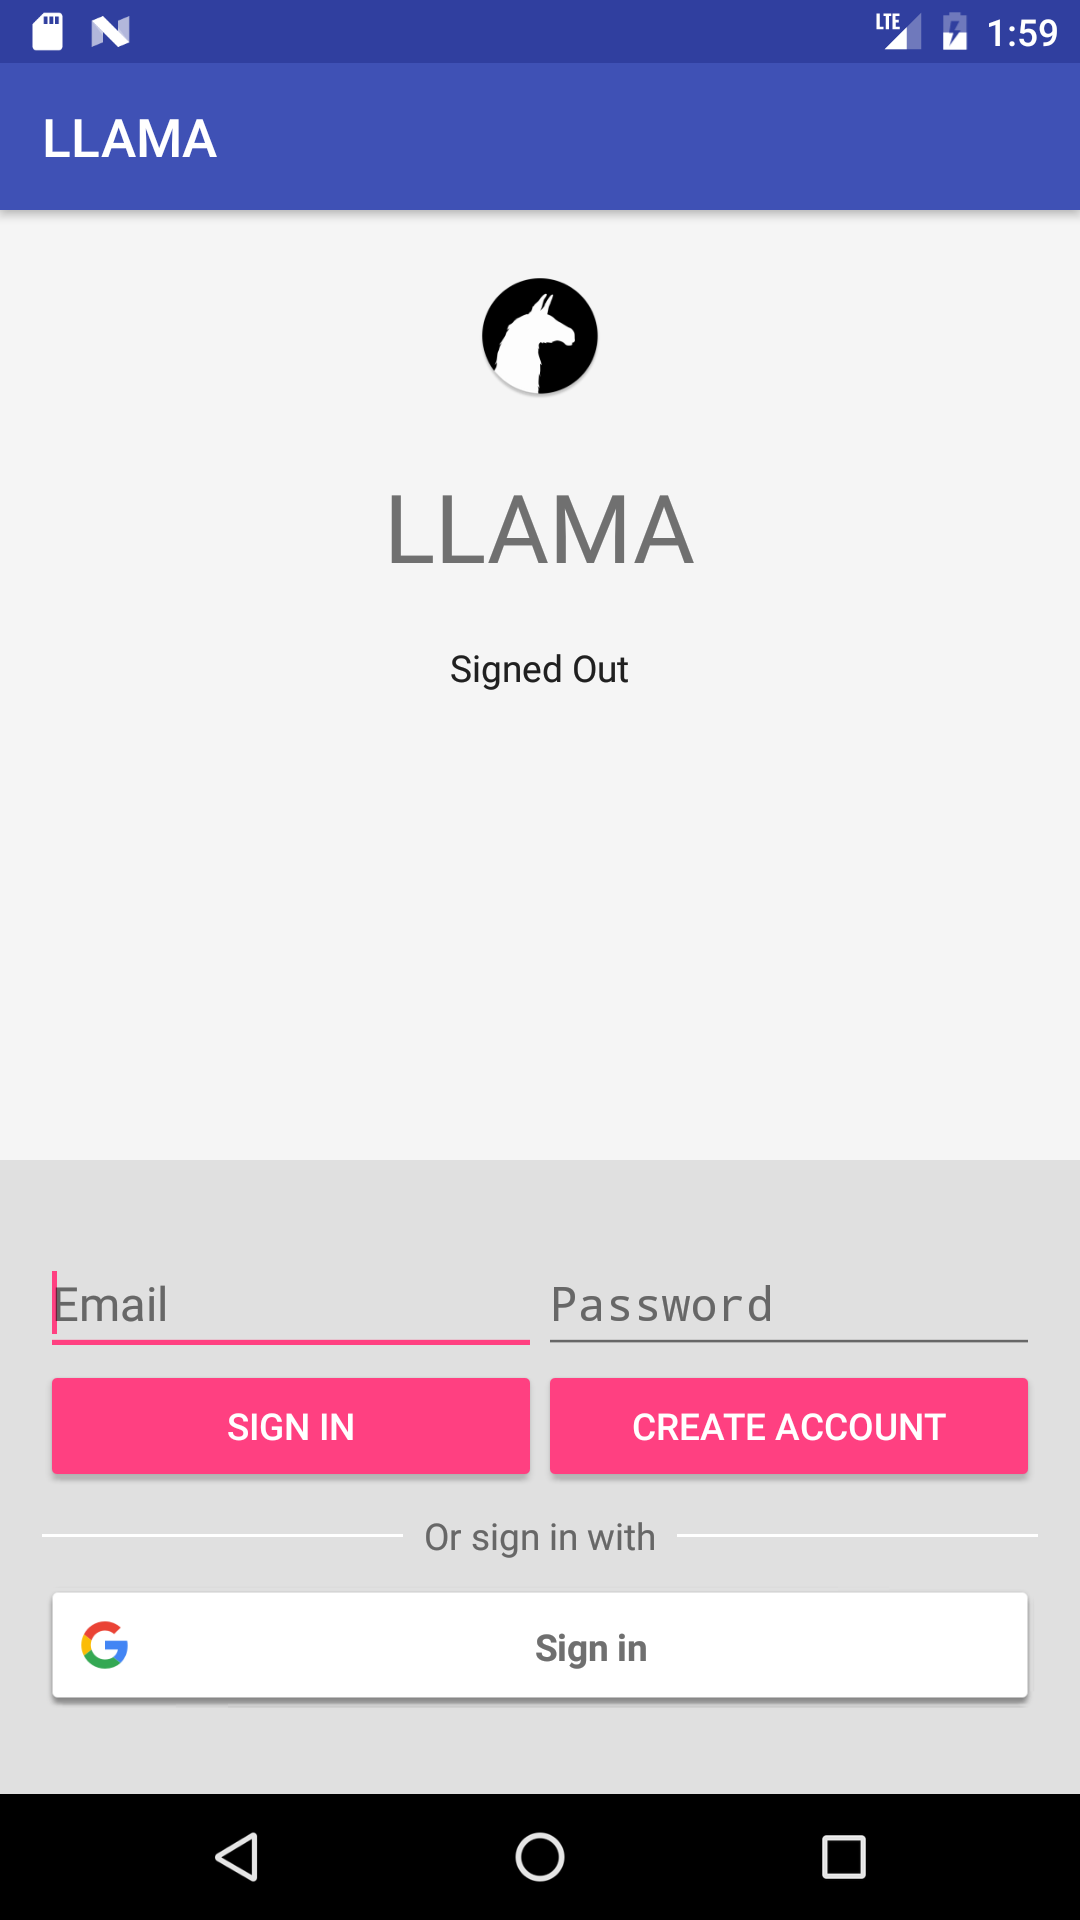 LTE 1:59
LLAMA
LLAMA
Signed Out
Email Password
SIGN IN CREATE ACCOUNT
Or sign in with
Sign in